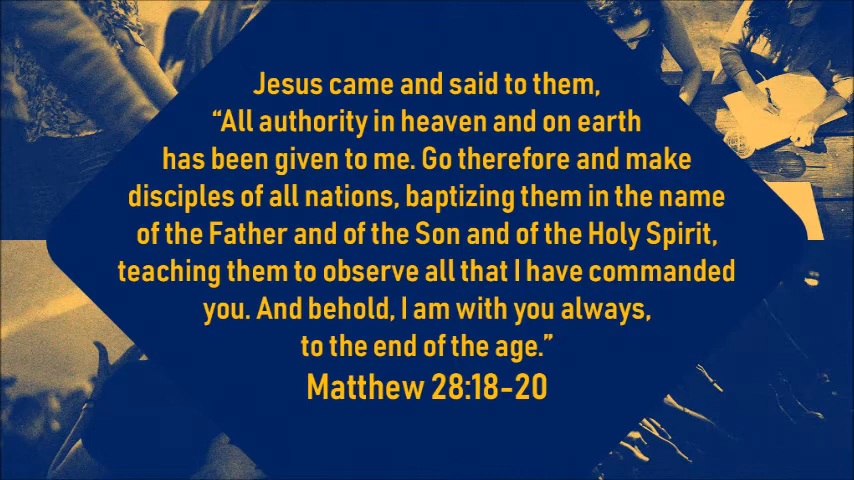 Jesus came and said to them,
“All authority in heaven and on earth
has been given to me. Go therefore and make
disciples of all nations, baptizing them in the name
of the Father and of the Son and of the Holy Spirit,
teaching them to observe all that I have commanded
you. And behold, I am with you always,
to the end of the age.”
Matthew 28:18-20